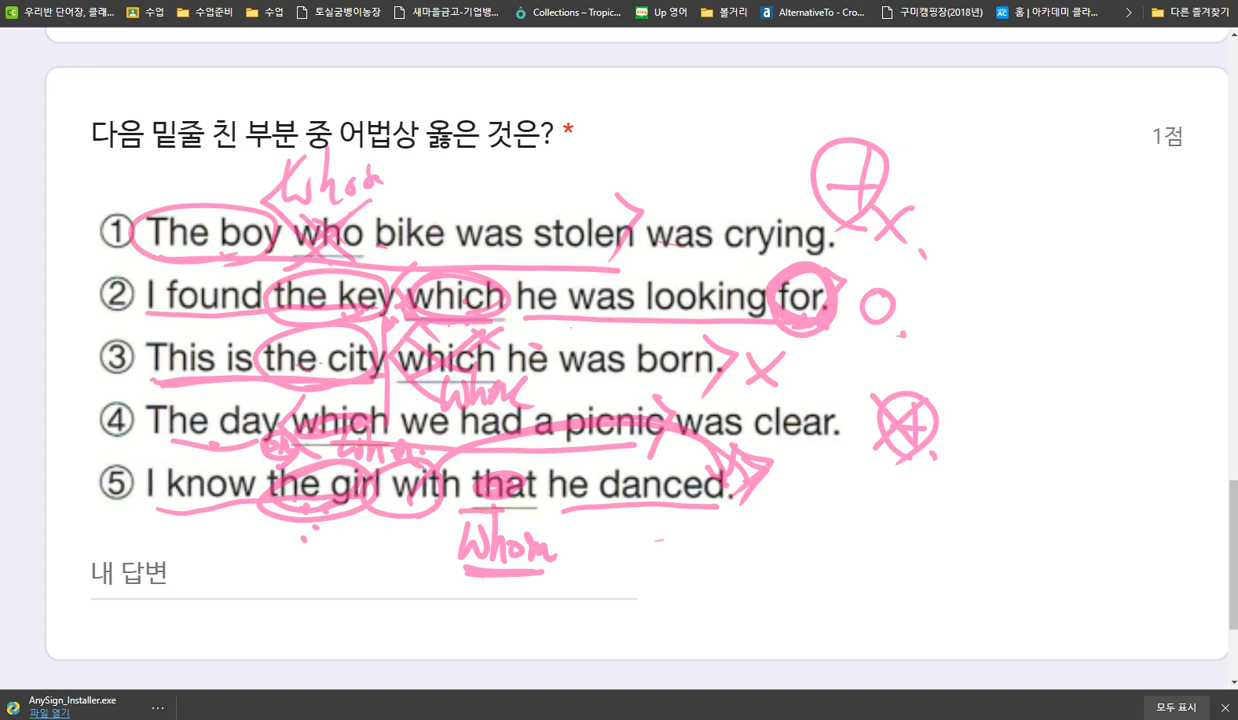 우리반 단어장, 클래... 수업 수업준비 수업 토실굼벵이농장 새마을금고-기업뱅... Collections – Tropic... Up 영어 볼거리 AlternativeTo - Cro... 구미캠핑장(2018년) 홈 | 아카데미 클라... 다른 즐겨찾기
다음 밑줄 친 부분 중 어법상 옳은 것은? *
1점
① The boy who bike was stolen was crying.
② I found the key which he was looking for.
③ This is the city which he was born.
④ The day which we had a picnic was clear.
⑤ I know the girl with that he danced.
whom
내 답변
AnySign_Installer.exe
파일 열기
모두 표시